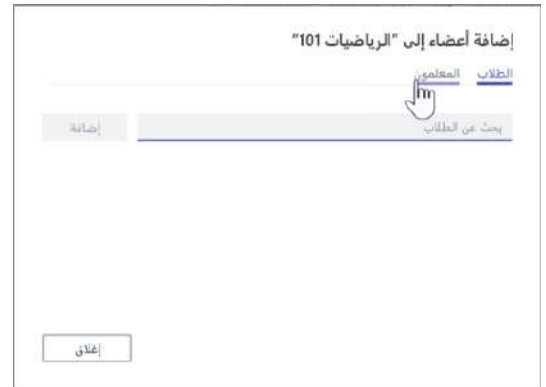 إضافة أعضاء إلى "الرياضيات 101"
الطلاب المعلمون
بحث عن الطلاب إضافة
إغلاق